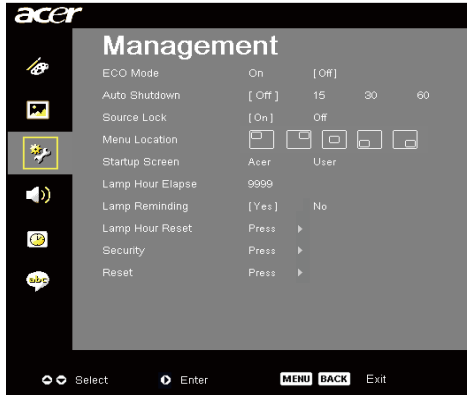 acer
Management
ECO Mode On [Off]
Auto Shutdown [Off] 15 30 60
Source Lock [On] Off
Menu Location
Startup Screen Acer User
Lamp Hour Elapse 9999
Lamp Reminding [Yes] No
Lamp Hour Reset Press
Security Press
Reset Press
abc
Select Enter MENU BACK Exit